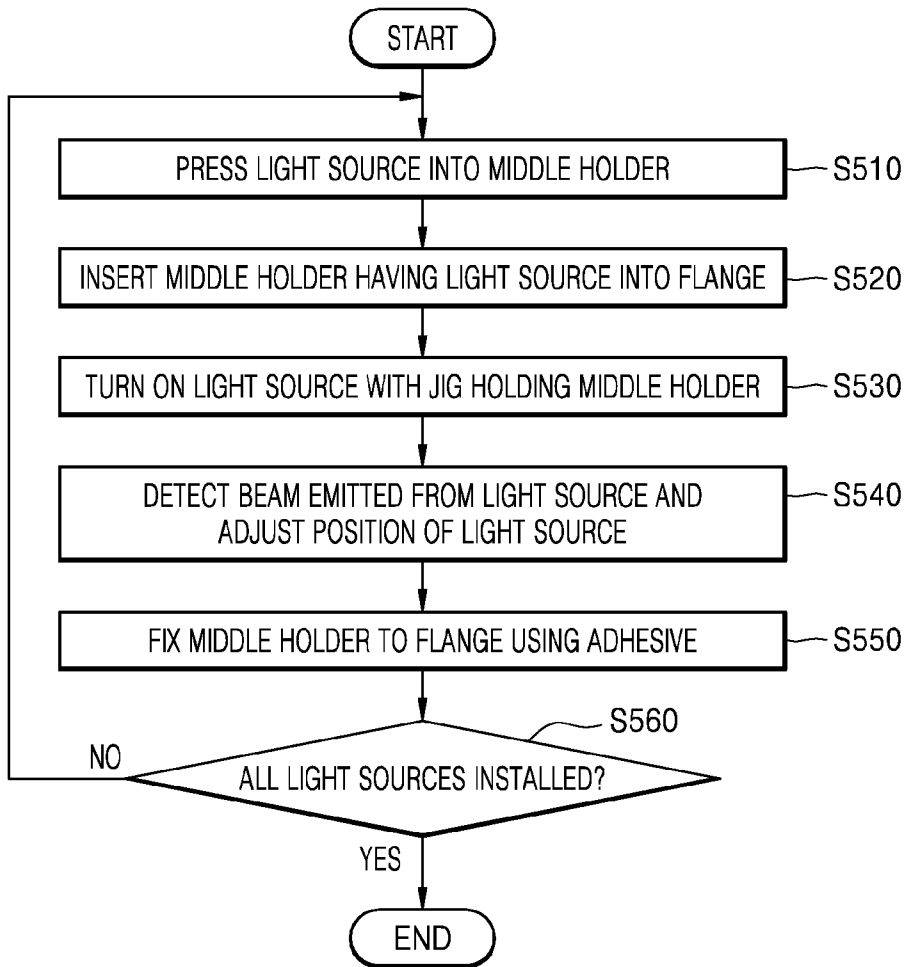 START
PRESS LIGHT SOURCE INTO MIDDLE HOLDER
S510
INSERT MIDDLE HOLDER HAVING LIGHT SOURCE INTO FLANGE
S520
TURN ON LIGHT SOURCE WITH JIG HOLDING MIDDLE HOLDER
S530
DETECT BEAM EMITTED FROM LIGHT SOURCE AND
ADJUST POSITION OF LIGHT SOURCE
S540
FIX MIDDLE HOLDER TO FLANGE USING ADHESIVE
S550
S560
NO
ALL LIGHT SOURCES INSTALLED?
YES
END